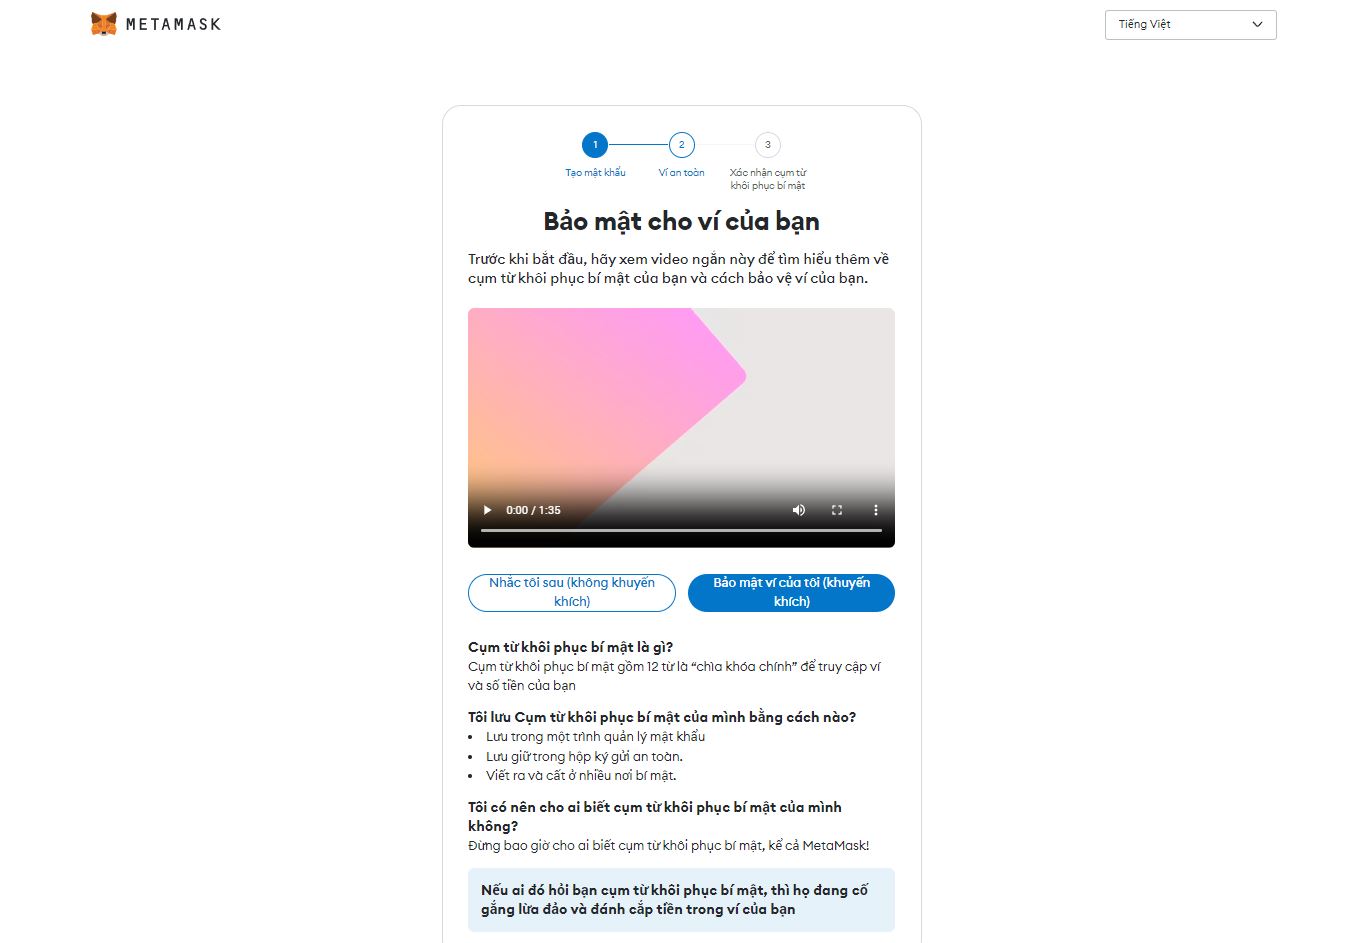 METAMASK
Tiếng Việt
1
2
3
Tạo mật khẩu
Ví an toàn
Xác nhận cụm từ
khôi phục bí mật
Bảo mật cho ví của bạn
Trước khi bắt đầu, hãy xem video ngắn này để tìm hiểu thêm về
cụm từ khôi phục bí mật của bạn và cách bảo vệ ví của bạn.
0:00 / 1:35
Nhắc tôi sau (không khuyến
khích)
Bảo mật ví của tôi (khuyến
khích)
Cụm từ khôi phục bí mật là gì?
Cụm từ khôi phục bí mật gồm 12 từ là “chìa khóa chính” để truy cập ví
và số tiền của bạn
Tôi lưu Cụm từ khôi phục bí mật của mình bằng cách nào?
• Lưu trong một trình quản lý mật khẩu
• Lưu giữ trong hộp ký gửi an toàn.
• Viết ra và cất ở nhiều nơi bí mật.
Tôi có nên cho ai biết cụm từ khôi phục bí mật của mình
không?
Đừng bao giờ cho ai biết cụm từ khôi phục bí mật, kể cả MetaMask!
Nếu ai đó hỏi bạn cụm từ khôi phục bí mật, thì họ đang cố
gắng lừa đảo và đánh cắp tiền trong ví của bạn